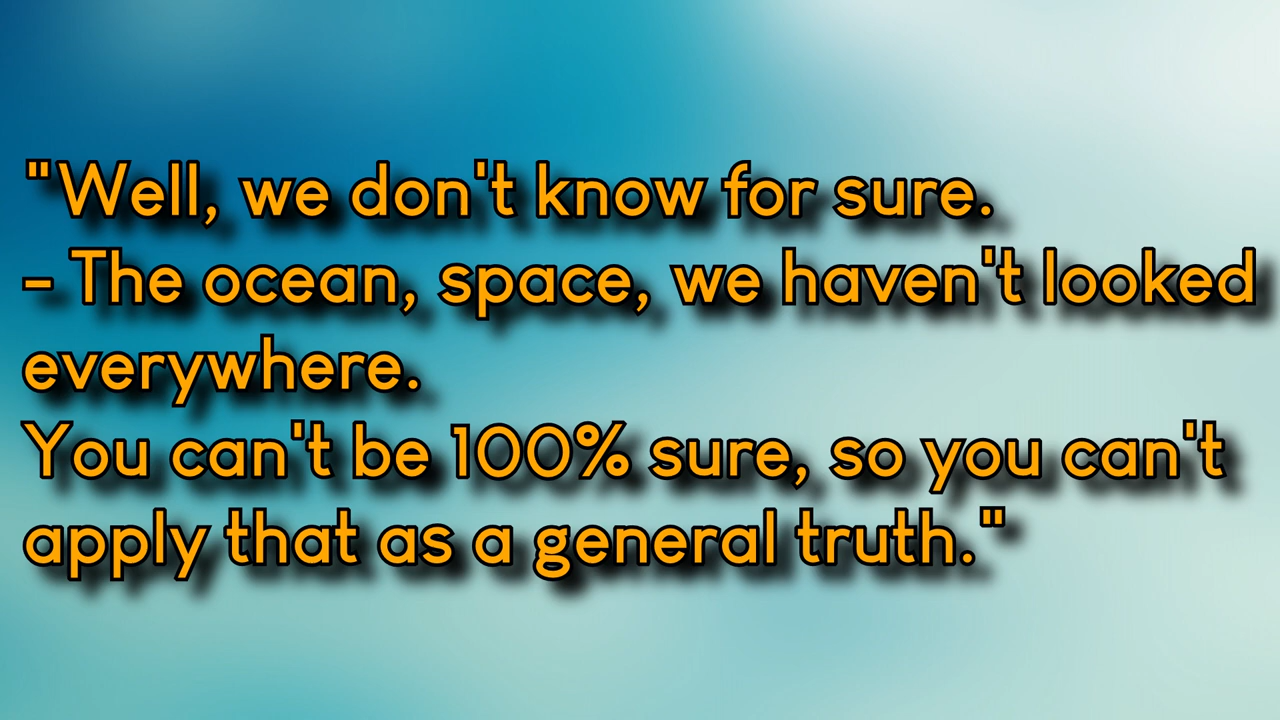 "Well, we don't know for sure.
- The ocean, space, we haven't looked
everywhere.
You can't be 100% sure, so you can't
apply that as a general truth."